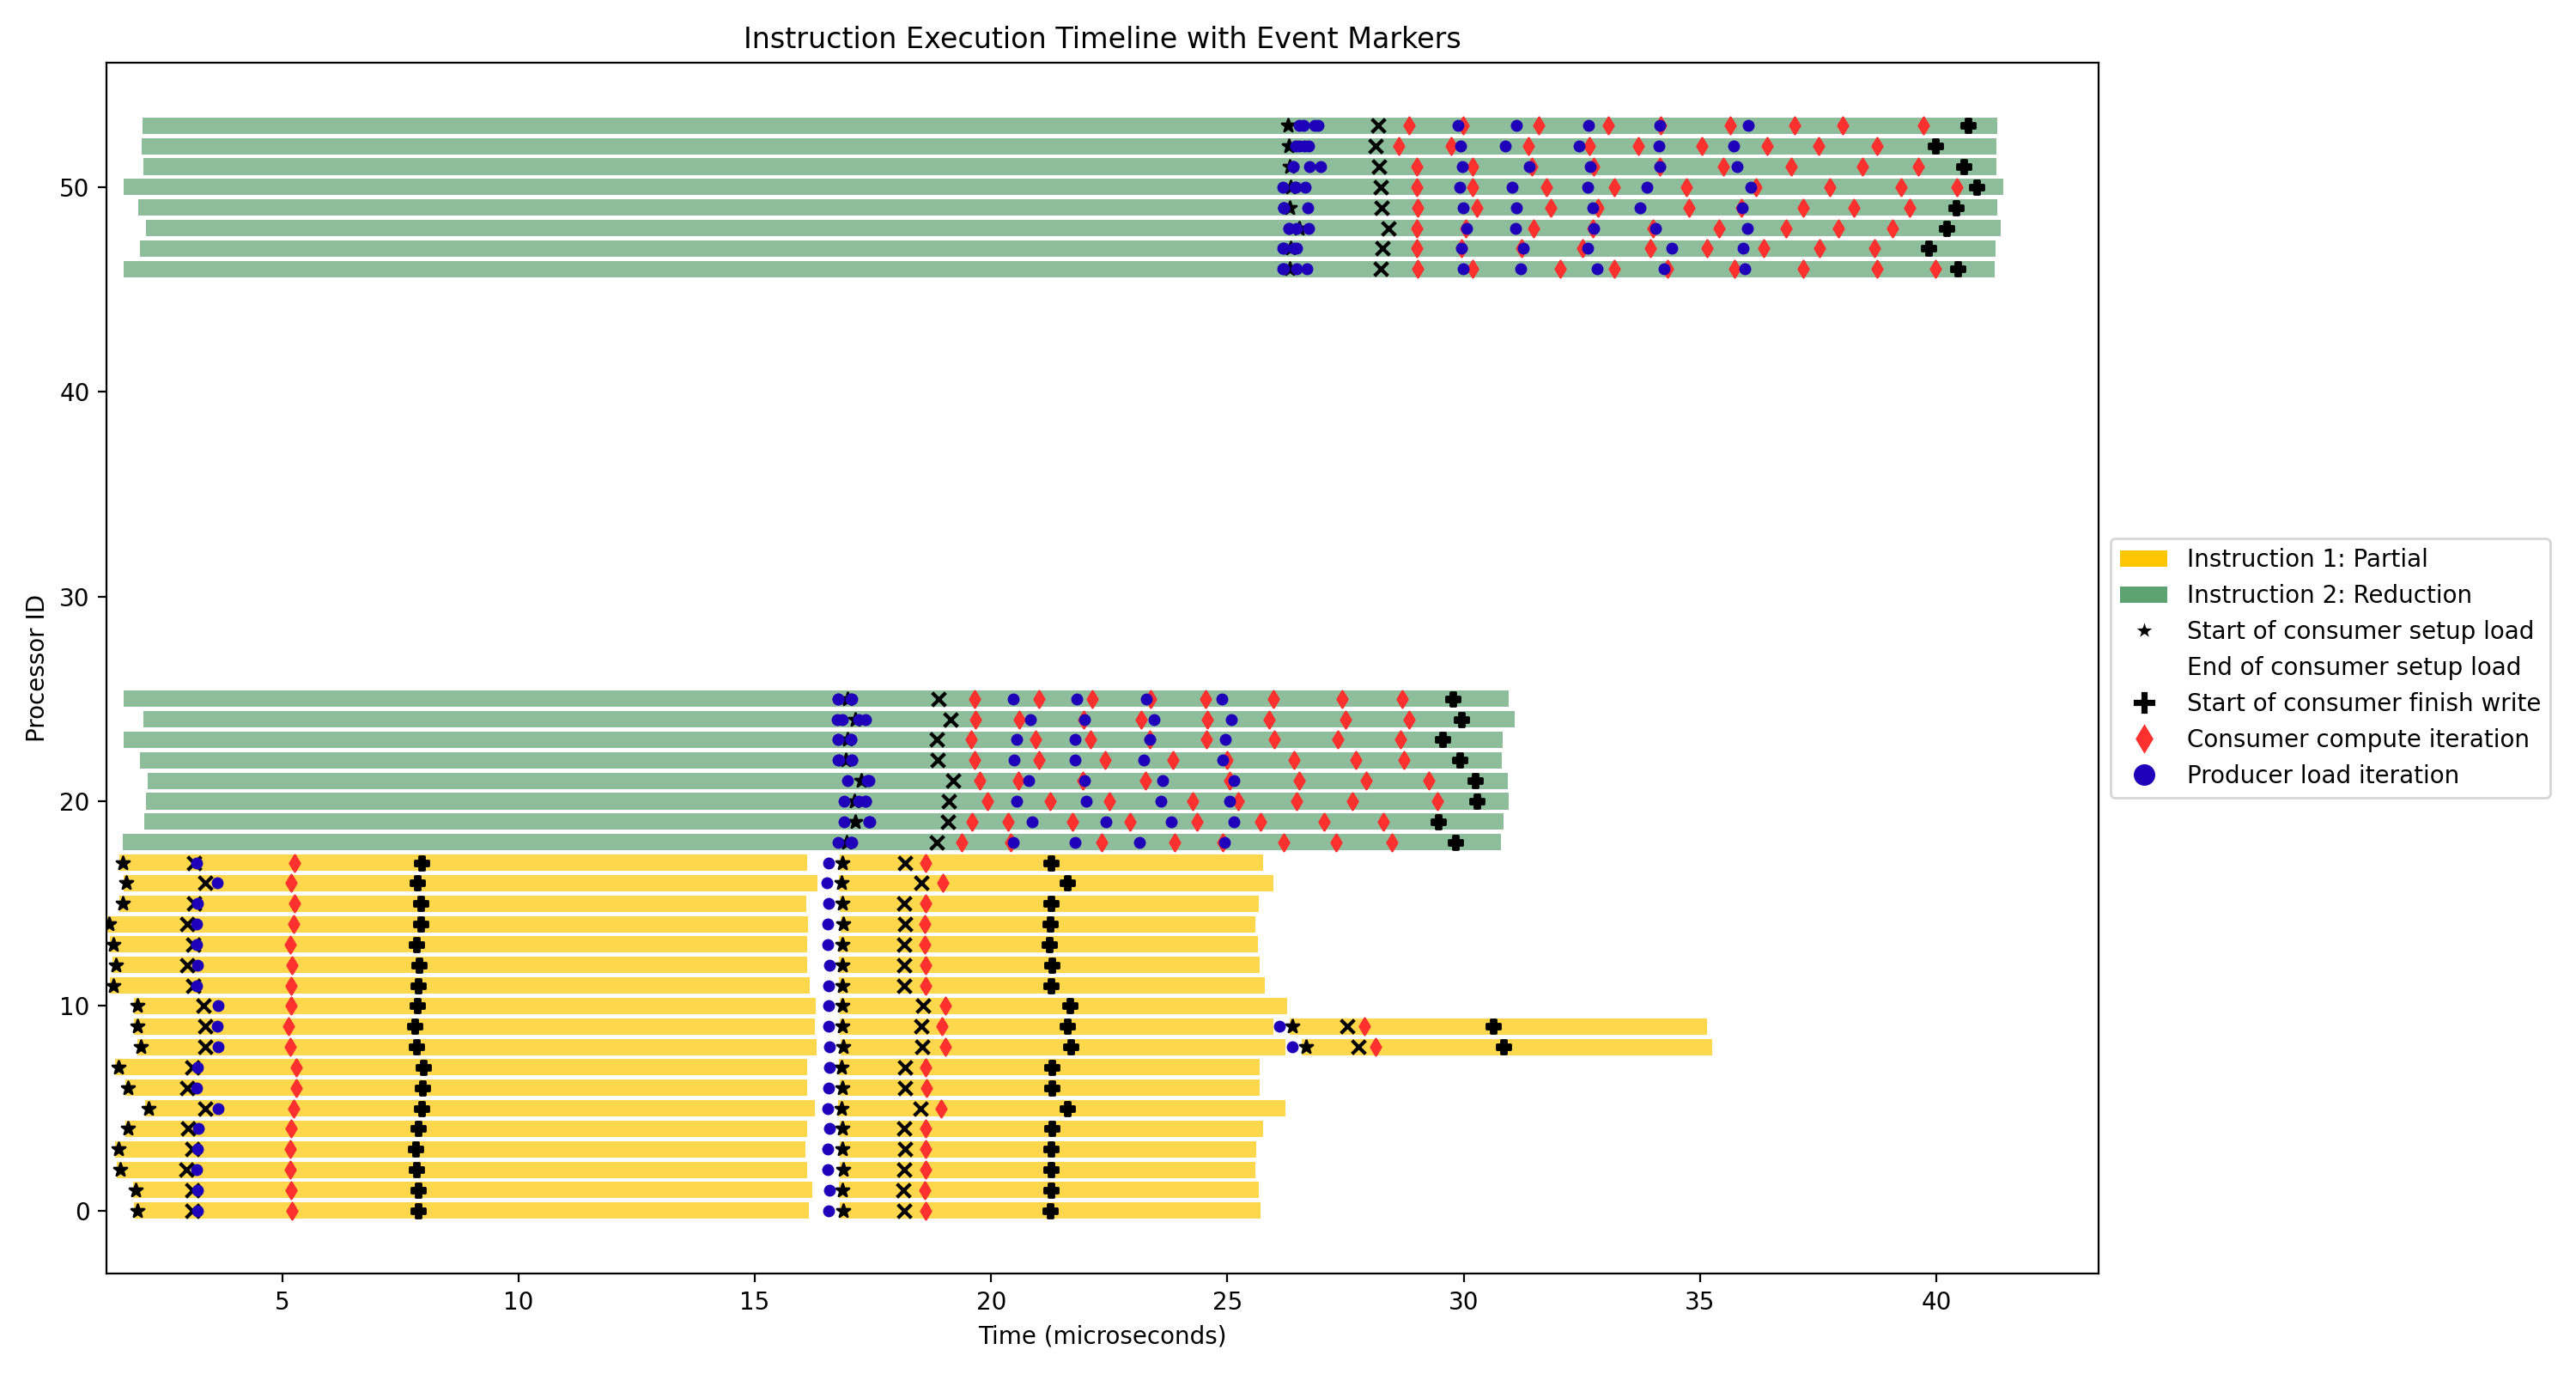 Instruction Execution Timeline with Event Markers
Processor ID
50
40
30
20
10
0
5 10 15 20 25 30 35 40
Time (microseconds)
Instruction 1: Partial
Instruction 2: Reduction
Start of consumer setup load
End of consumer setup load
Start of consumer finish write
Consumer compute iteration
Producer load iteration